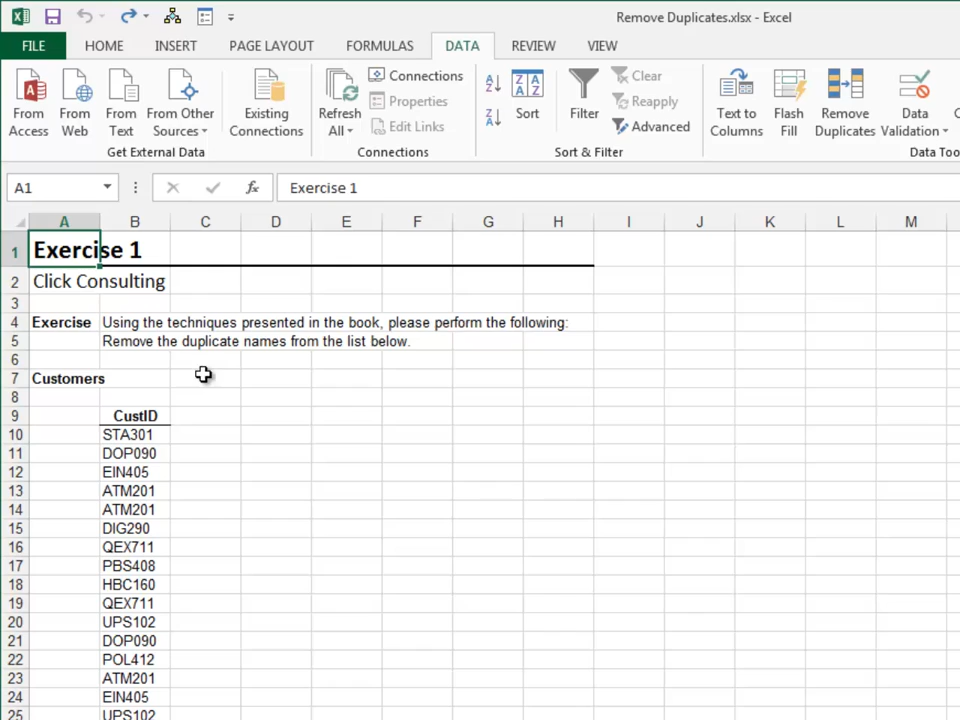 Remove Duplicates.xlsx - Excel
FILE HOME INSERT PAGE LAYOUT FORMULAS DATA REVIEW VIEW
From Access
From Web
From Text
From Other Sources
Existing Connections
Get External Data
Refresh All
Connections
Properties
Edit Links
Connections
Sort
Filter
Clear
Reapply
Advanced
Sort & Filter
Text to Columns
Flash Fill
Remove Duplicates
Data Validation
C
Data Too
A1 fx Exercise 1
A B C D E F G H I J K L M
1 Exercise 1
2 Click Consulting
3
4 Exercise Using the techniques presented in the book, please perform the following:
5 Remove the duplicate names from the list below.
6
7 Customers
8
9 CustID
10 STA301
11 DOP090
12 EIN405
13 ATM201
14 ATM201
15 DIG290
16 QEX711
17 PBS408
18 HBC160
19 QEX711
20 UPS102
21 DOP090
22 POL412
23 ATM201
24 EIN405
25 UPS102